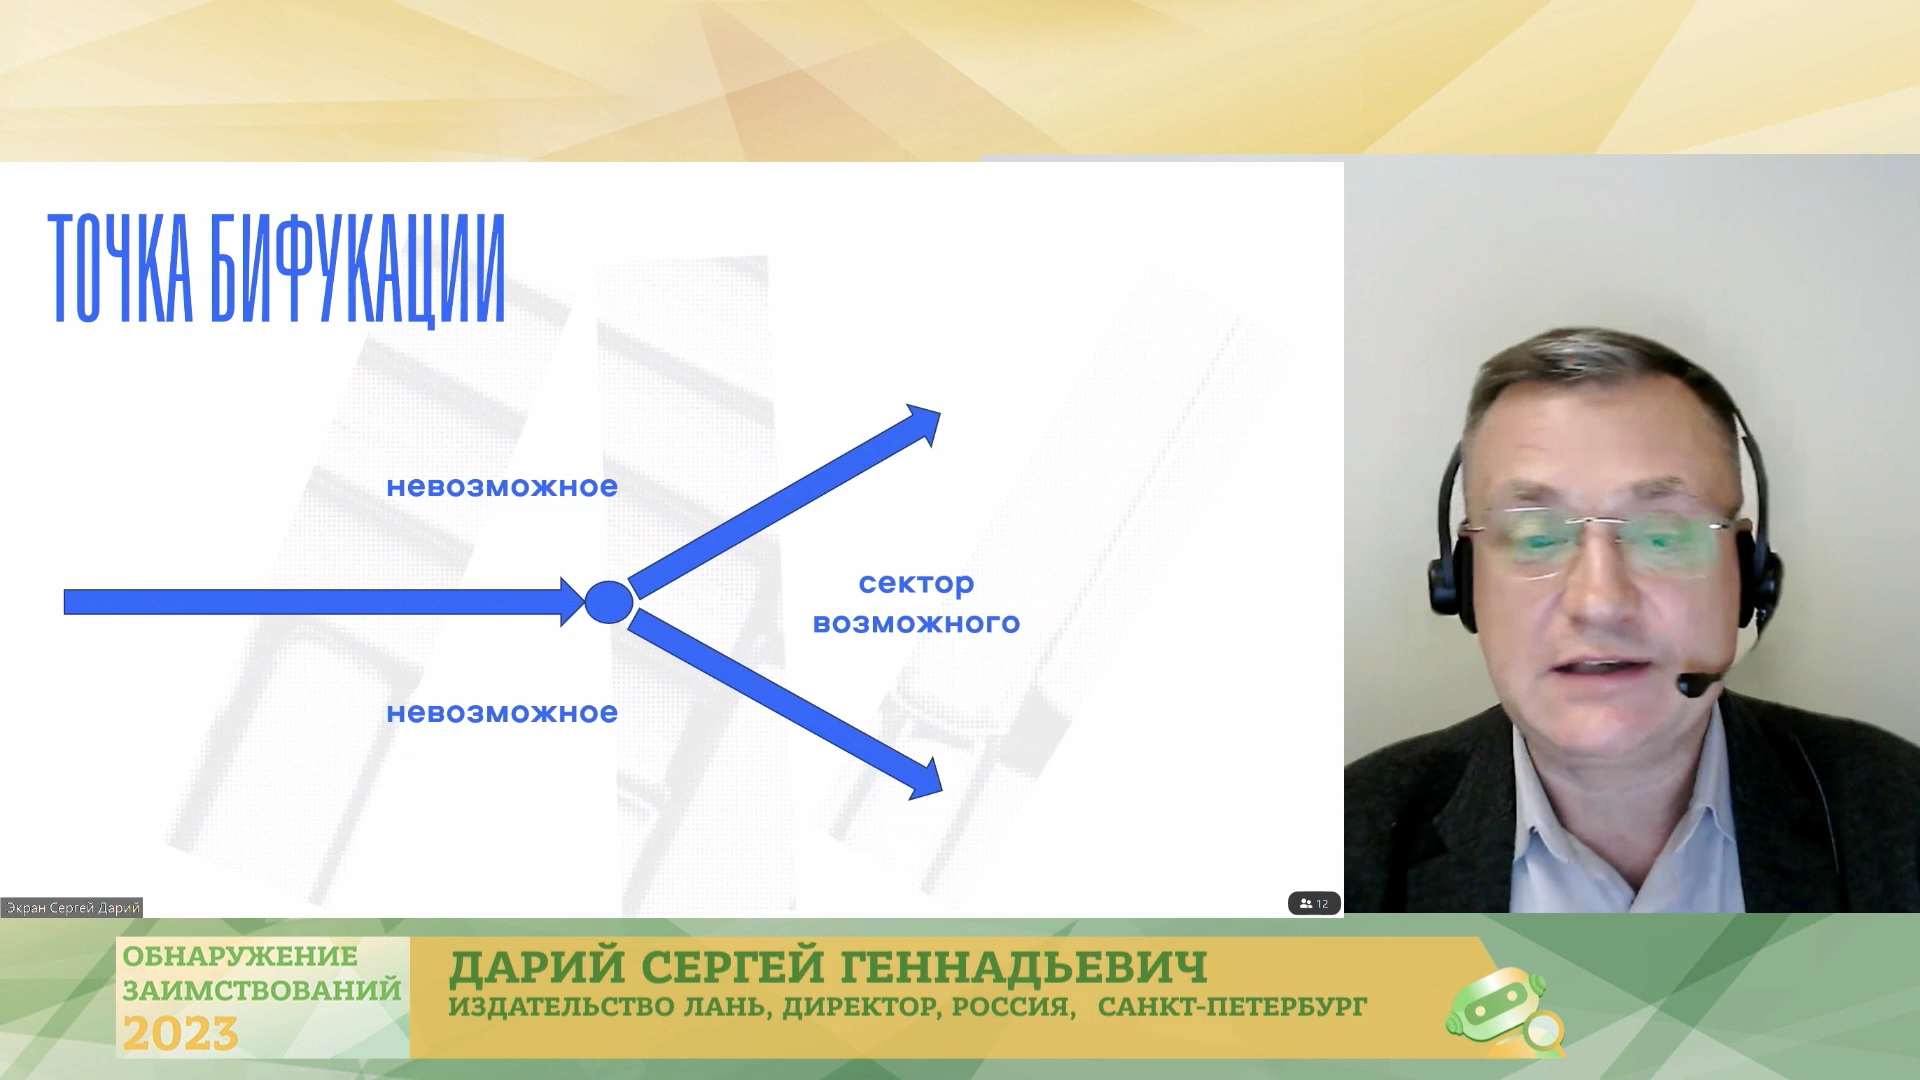 ТОЧКА БИФУКАЦИИ
невозможное
сектор
возможного
невозможное
Экран Сергей Дарий
12
ОБНАРУЖЕНИЕ
ЗАИМСТВОВАНИЙ
2023
ДАРИЙ СЕРГЕЙ ГЕННАДЬЕВИЧ
ИЗДАТЕЛЬСТВО ЛАНЬ, ДИРЕКТОР, РОССИЯ, САНКТ-ПЕТЕРБУРГ